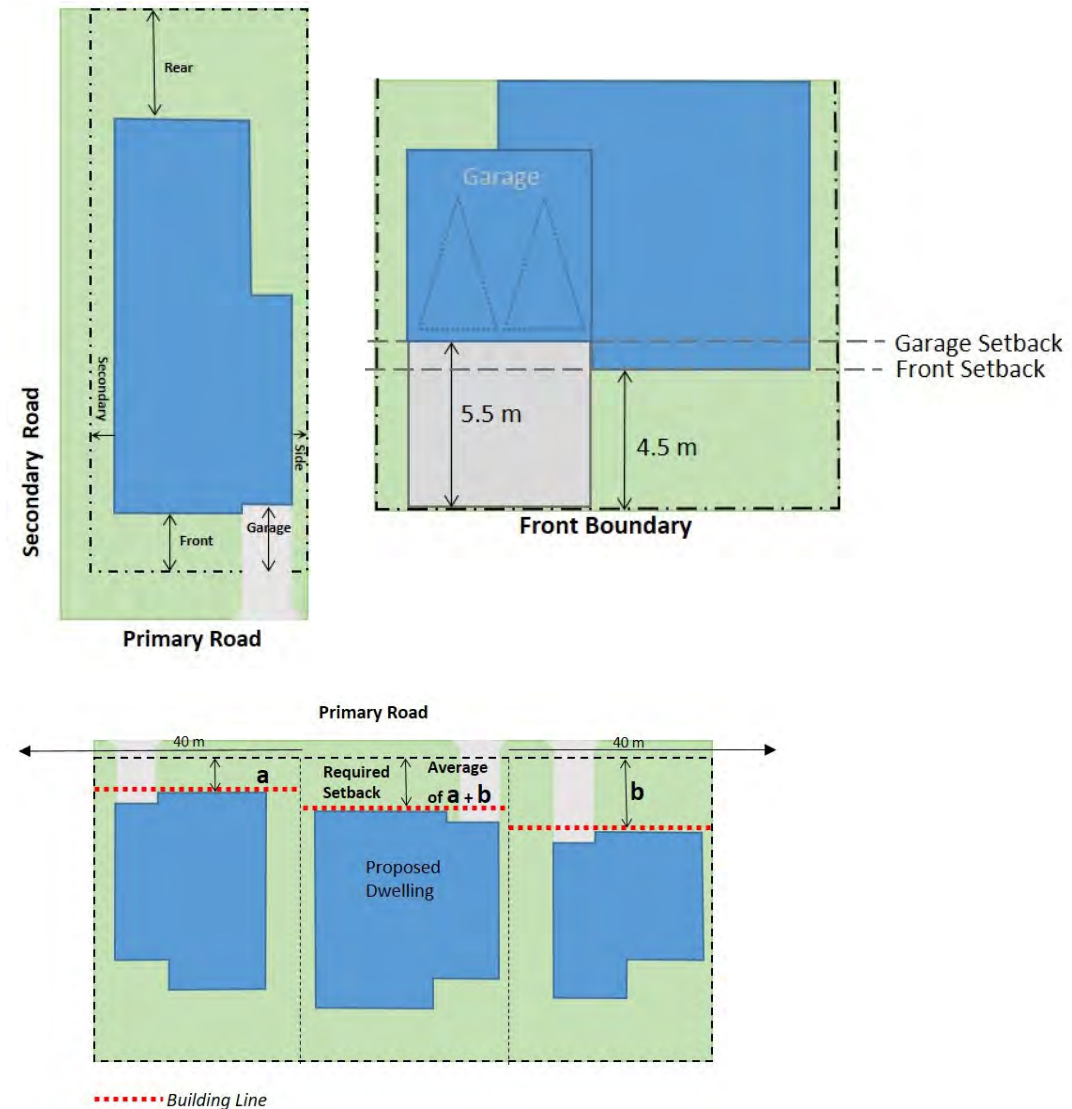 Rear
Secondary
Side
Secondary Road
Front
Garage
Primary Road
Garage
Garage Setback
Front Setback
5.5 m
4.5 m
Front Boundary
Primary Road
40 m
40 m
a
Required
Setback
Average
of a + b
b
Proposed
Dwelling
Building Line